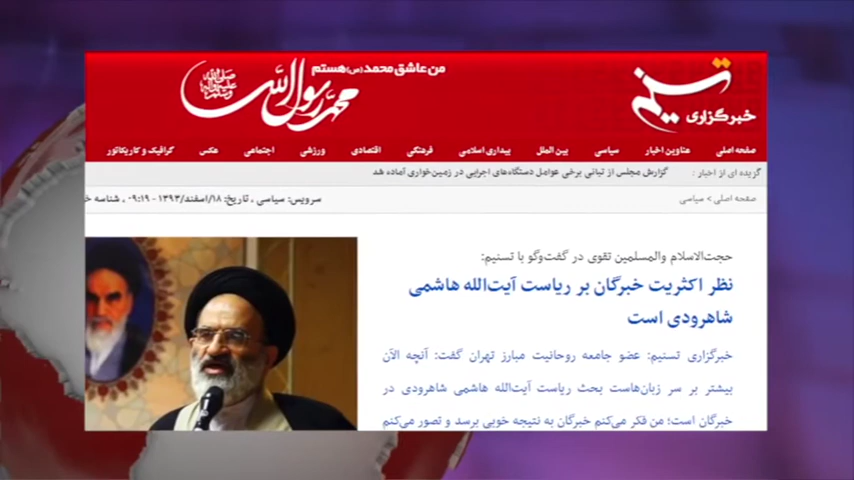 من عاشق محمد (ص) هستم
محمد رسول الله
صلی الله علیه وآله وسلم
تسنیم
خبرگزاری
صفحه اصلی عناوین اخبار سیاسی بین الملل بیداری اسلامی فرهنگی اقتصادی ورزشی اجتماعی عکس گرافیک و کاریکاتور
گزیده ای از اخبار : گزارش مجلس از تبانی برخی عوامل دستگاه‌های اجرایی در زمین‌خواری آماده شد
صفحه اصلی > سیاسی
سرویس: سیاسی ، تاریخ: ۱۸/اسفند/۱۳۹۳ - ۰۹:۱۹ ، شناسه خ
حجت‌الاسلام والمسلمین تقوی در گفت‌وگو با تسنیم:
نظر اکثریت خبرگان بر ریاست آیت‌الله هاشمی
شاهرودی است
خبرگزاری تسنیم: عضو جامعه روحانیت مبارز تهران گفت: آنچه الآن
بیشتر بر سر زبان‌هاست بحث ریاست آیت‌الله هاشمی شاهرودی در
خبرگان است؛ من فکر می‌کنم خبرگان به نتیجه خوبی برسد و تصور می‌کنم